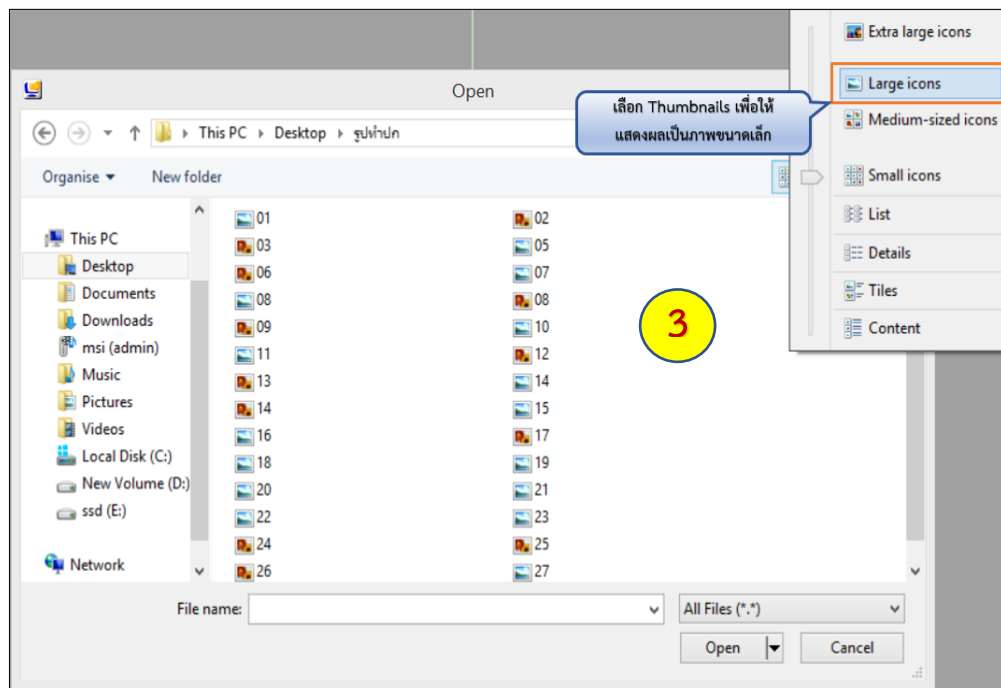 Extra large icons
Open
Large icons
เลือก Thumbnails เพื่อให้
แสดงผลเป็นภาพขนาดเล็ก
Medium-sized icons
This PC Desktop รูปทำปก
Organise New folder
Small icons
List
Details
Tiles
Content
This PC
Desktop
Documents
Downloads
msi (admin)
Music
Pictures
Videos
Local Disk (C:)
New Volume (D:)
ssd (E:)
Network
01 02
03 05
06 07
08 08
09 10
11 12
13 14
14 15
16 17
18 19
20 21
22 23
24 25
26 27
3
File name: All Files (*.*)
Open Cancel